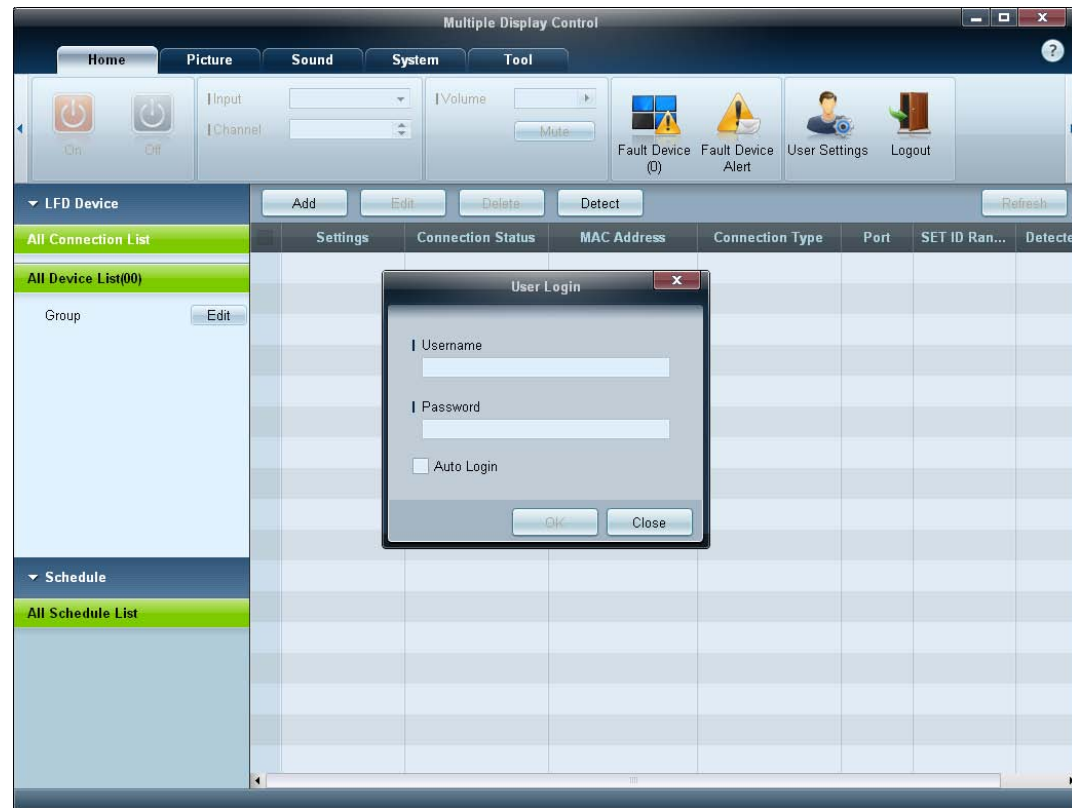 Multiple Display Control
Home Picture Sound System Tool
?
Input
Channel
On Off
Volume
Mute
Fault Device (0)
Fault Device Alert
User Settings
Logout
LFD Device
Add Edit Delete Detect Refresh
All Connection List
Settings Connection Status MAC Address Connection Type Port SET ID Ran... Detecte
All Device List(00)
Group Edit
User Login
Username
Password
Auto Login
OK Close
Schedule
All Schedule List